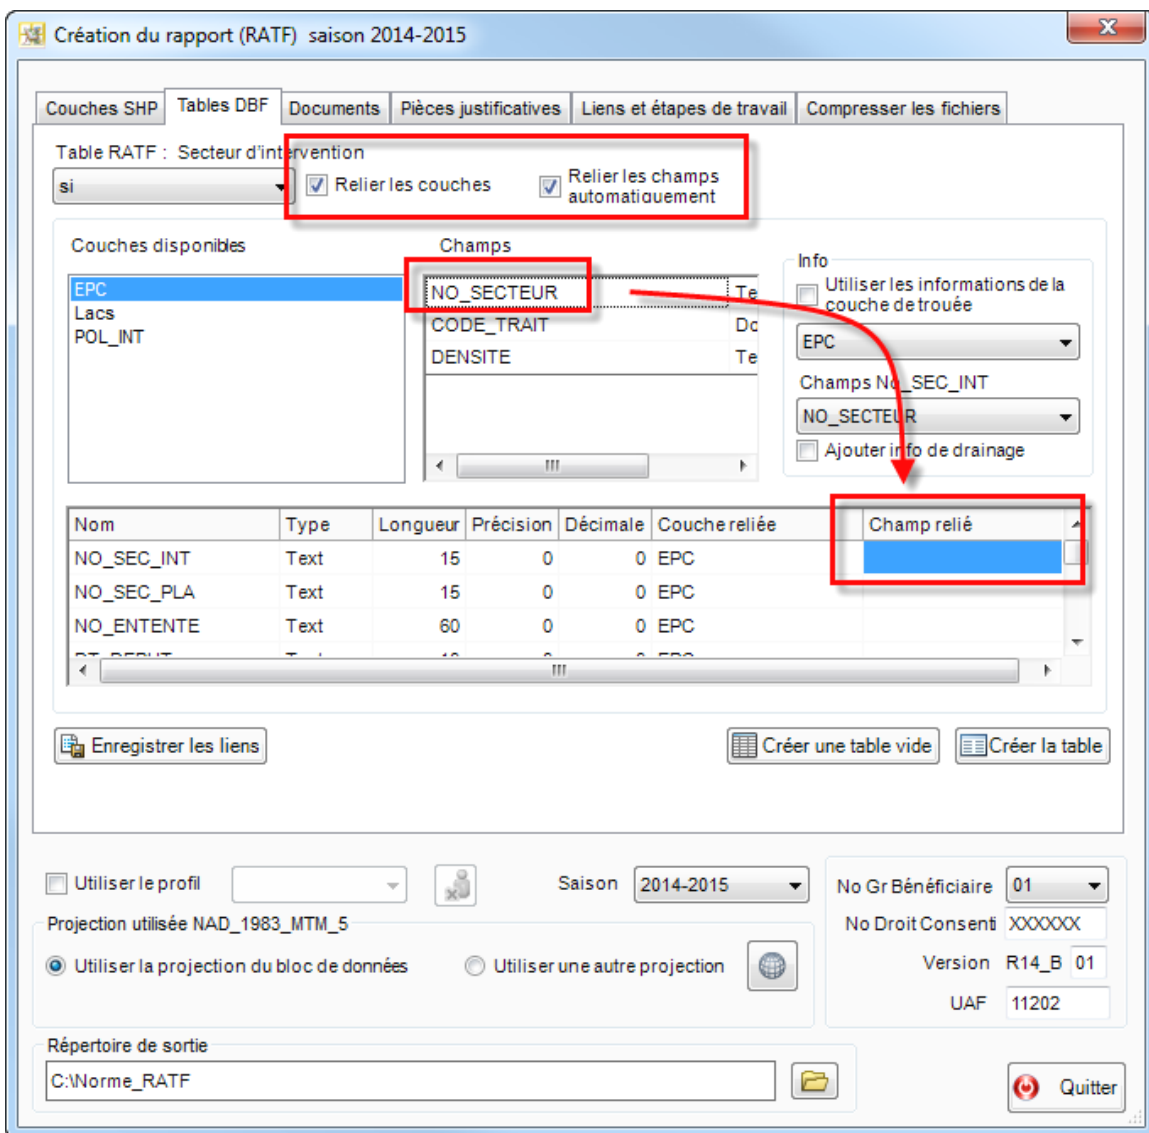 Création du rapport (RATF) saison 2014-2015
X
Couches SHP Tables DBF Documents Pièces justificatives Liens et étapes de travail Compresser les fichiers
Table RATF : Secteur d'intervention
si Relier les couches Relier les champs
automatiquement
Couches disponibles Champs
Info
EPC
Lacs
POL_INT
NO_SECTEUR Te
CODE_TRAIT Do
DENSITE Te
Utiliser les informations de la
couche de trouée
EPC
Champs No_SEC_INT
NO_SECTEUR
Ajouter info de drainage
Nom Type Longueur Précision Décimale Couche reliée Champ relié
NO_SEC_INT Text 15 0 0 EPC
NO_SEC_PLA Text 15 0 0 EPC
NO_ENTENTE Text 60 0 0 EPC
Enregistrer les liens Créer une table vide Créer la table
Utiliser le profil Saison 2014-2015
Projection utilisée NAD_1983_MTM_5
Utiliser la projection du bloc de données Utiliser une autre projection
No Gr Bénéficiaire 01
No Droit Consenti XXXXXX
Version R14_B 01
UAF 11202
Répertoire de sortie
C:\Norme_RATF
Quitter